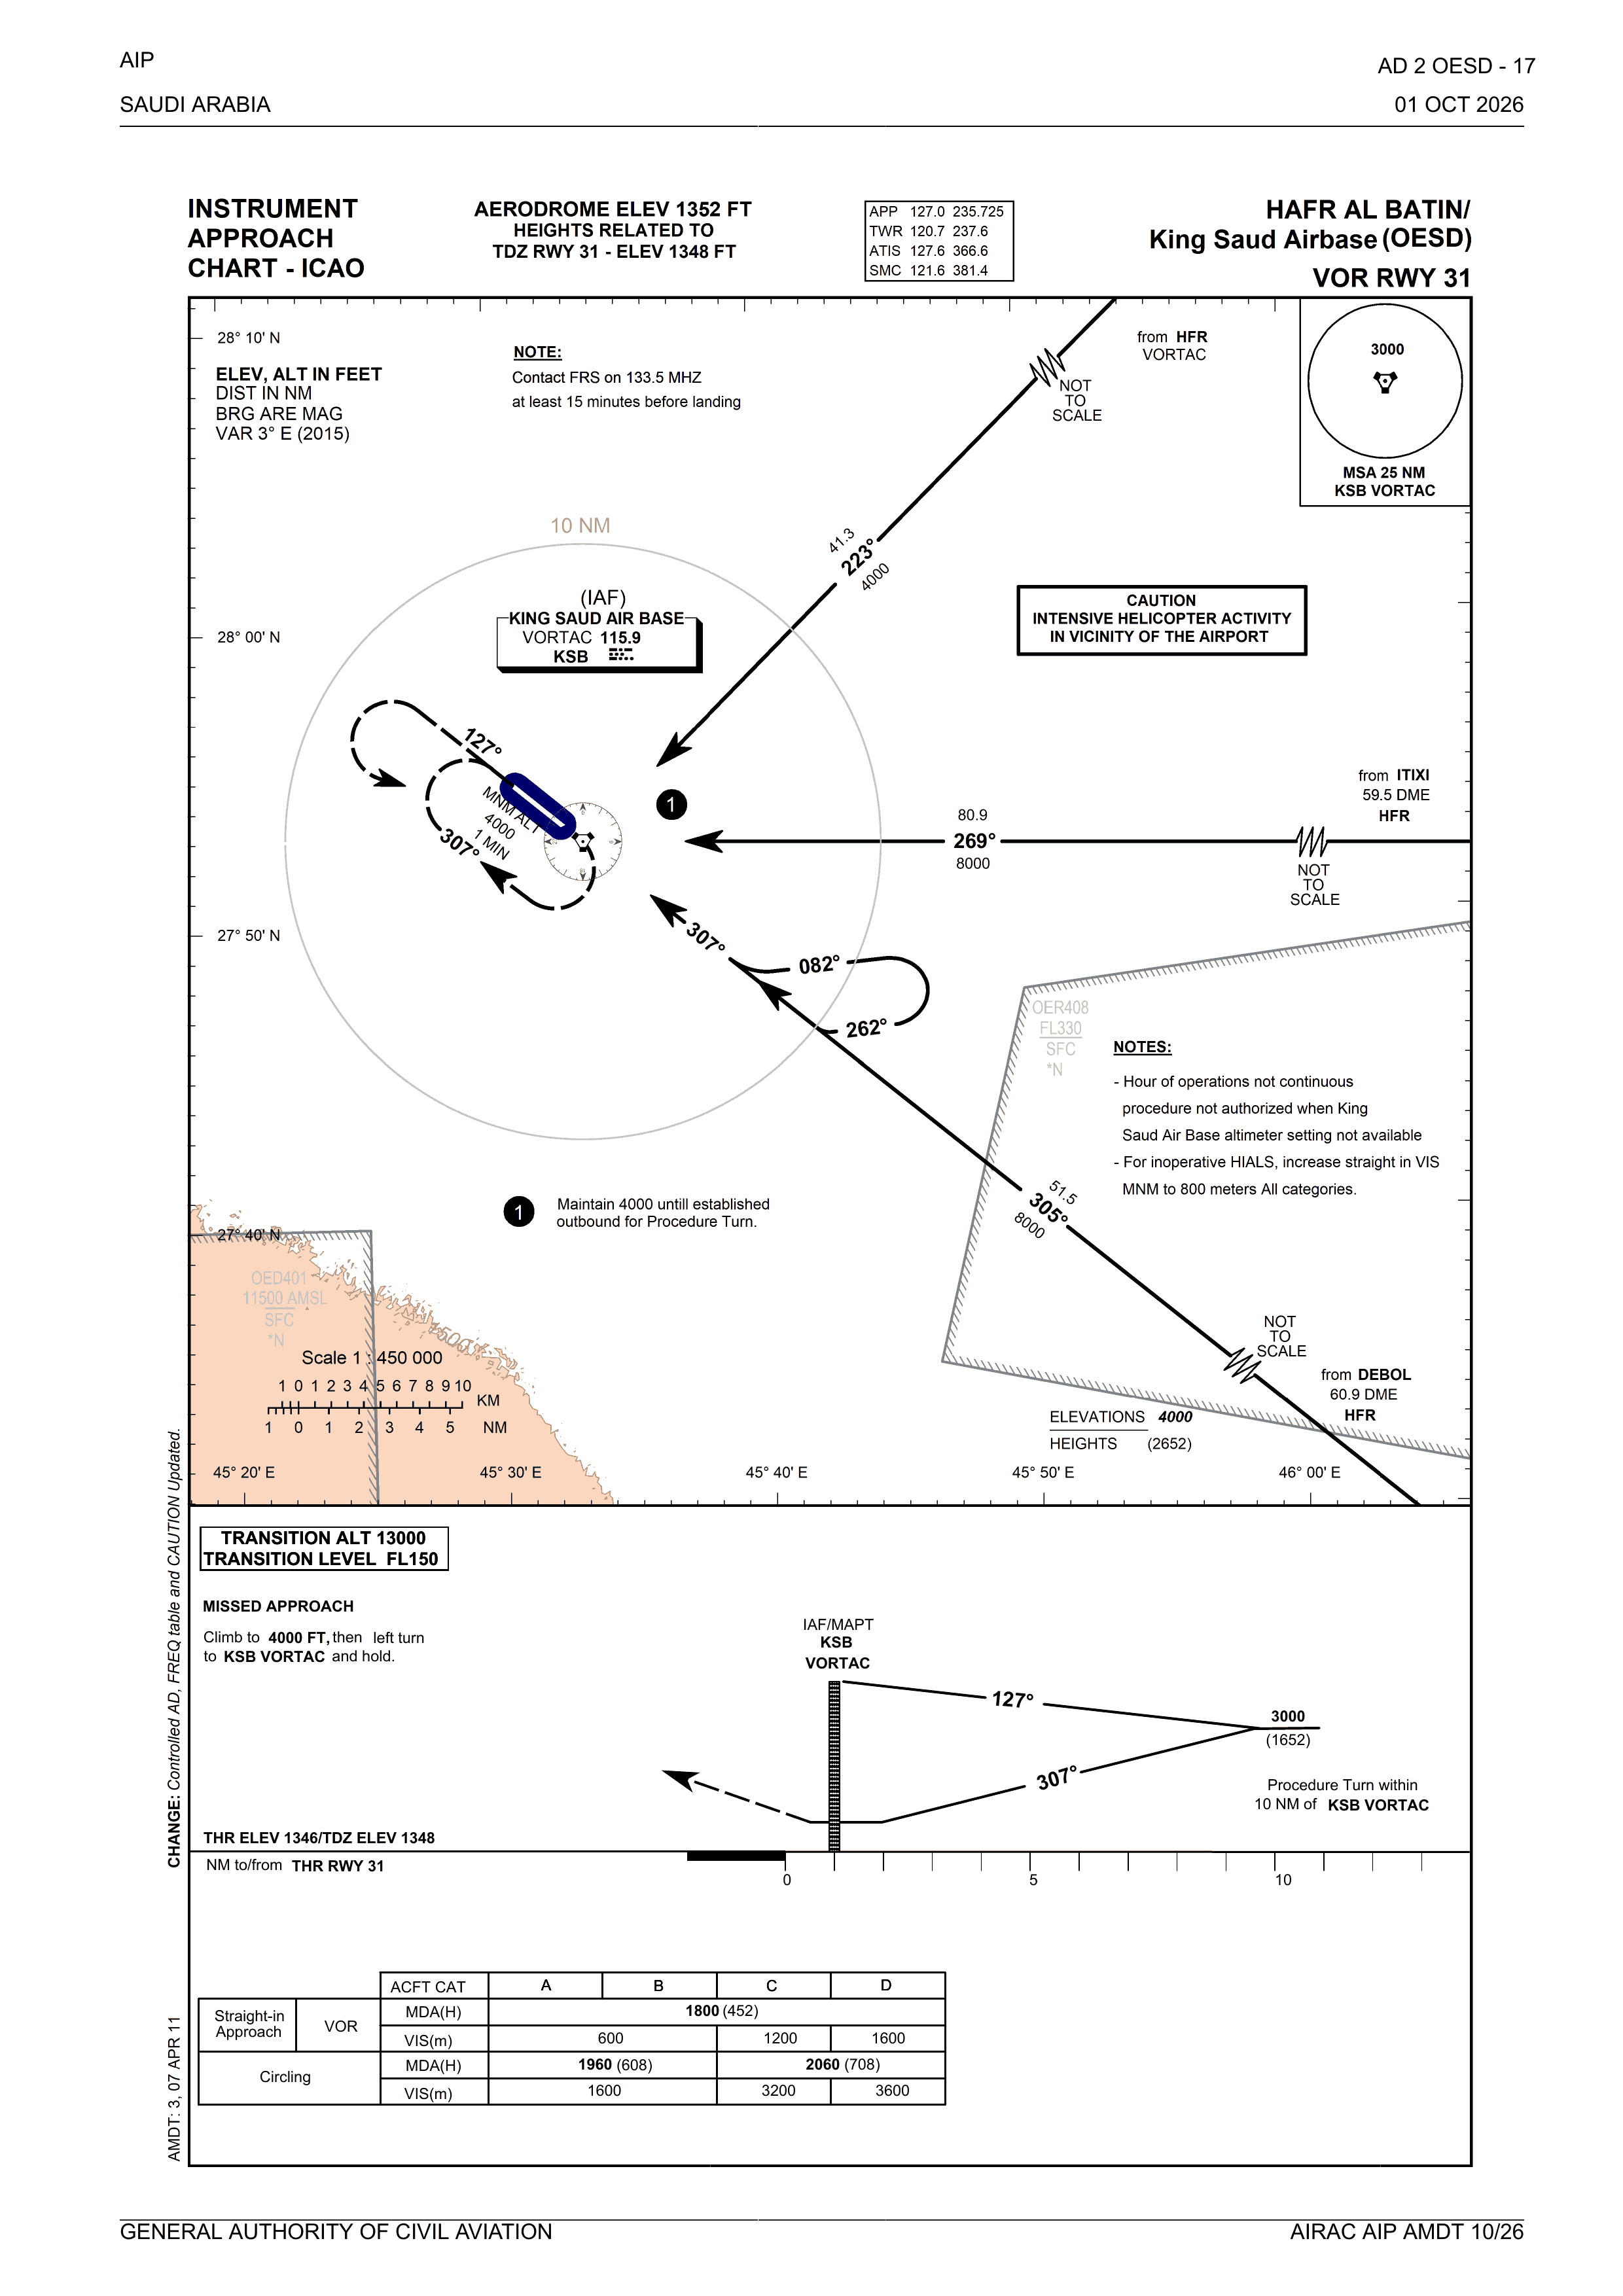 AIP
AD 2 OESD - 17
SAUDI ARABIA
01 OCT 2026
INSTRUMENT
APPROACH
CHART - ICAO
AERODROME ELEV 1352 FT
HEIGHTS RELATED TO
TDZ RWY 31 - ELEV 1348 FT
APP 127.0 235.725
TWR 120.7 237.6
ATIS 127.6 366.6
SMC 121.6 381.4
HAFR AL BATIN/
King Saud Airbase (OESD)
VOR RWY 31
28° 10' N
ELEV, ALT IN FEET
DIST IN NM
BRG ARE MAG
VAR 3° E (2015)
NOTE:
Contact FRS on 133.5 MHZ
at least 15 minutes before landing
from HFR
VORTAC
NOT
TO
SCALE
3000
MSA 25 NM
KSB VORTAC
10 NM
41.3
223°
4000
(IAF)
KING SAUD AIR BASE
VORTAC 115.9
KSB
CAUTION
INTENSIVE HELICOPTER ACTIVITY
IN VICINITY OF THE AIRPORT
28° 00' N
127°
MNM ALT
4000
1 MIN
307°
1
from ITIXI
59.5 DME
HFR
80.9
269°
8000
NOT
TO
SCALE
27° 50' N
307°
082°
262°
OER408
FL330
SFC
*N
NOTES:
- Hour of operations not continuous
procedure not authorized when King
Saud Air Base altimeter setting not available
- For inoperative HIALS, increase straight in VIS
MNM to 800 meters All categories.
51.5
305°
8000
1
Maintain 4000 untill established
outbound for Procedure Turn.
27° 40' N
OED401
11500 AMSL
SFC
*N
1500
Scale 1 : 450 000
1 0 1 2 3 4 5 6 7 8 9 10
KM
1 0 1 2 3 4 5 NM
NOT
TO
SCALE
from DEBOL
60.9 DME
HFR
ELEVATIONS 4000
HEIGHTS (2652)
45° 20' E
45° 30' E
45° 40' E
45° 50' E
46° 00' E
TRANSITION ALT 13000
TRANSITION LEVEL FL150
MISSED APPROACH
Climb to 4000 FT, then left turn
to KSB VORTAC and hold.
IAF/MAPT
KSB
VORTAC
127°
3000
(1652)
307°
Procedure Turn within
10 NM of KSB VORTAC
THR ELEV 1346/TDZ ELEV 1348
NM to/from THR RWY 31
0 5 10
ACFT CAT A B C D
Straight-in
Approach
VOR
MDA(H) 1800 (452)
VIS(m) 600 1200 1600
Circling
MDA(H) 1960 (608) 2060 (708)
VIS(m) 1600 3200 3600
CHANGE: Controlled AD, FREQ table and CAUTION Updated.
AMDT: 3, 07 APR 11
GENERAL AUTHORITY OF CIVIL AVIATION
AIRAC AIP AMDT 10/26